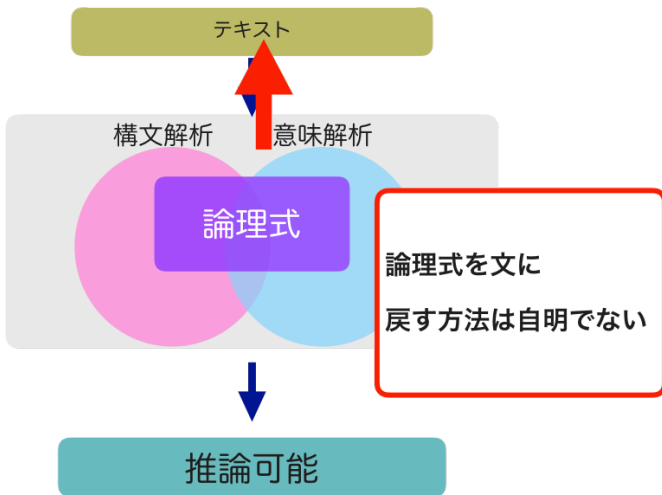 テキスト
構文解析
意味解析
論理式
論理式を文に
戻す方法は自明でない
推論可能